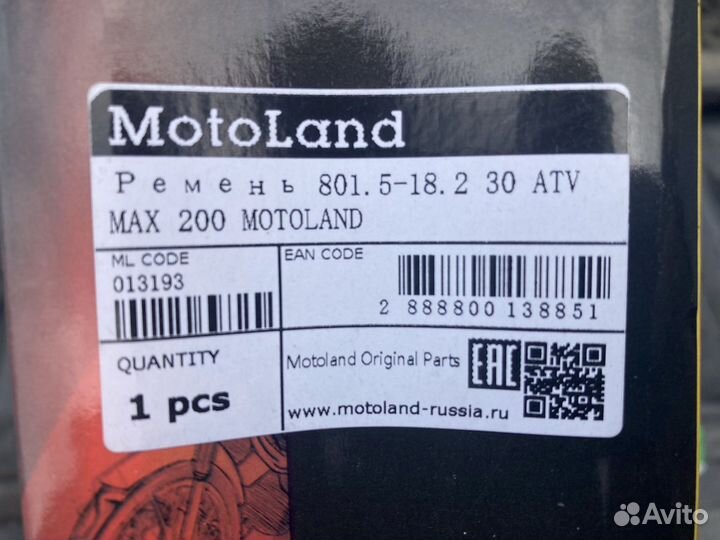 MotoLand
Ремень 801.5-18.2 30 ATV
MAX 200 MOTOLAND
ML CODE
013193
EAN CODE
2 888800 138851
QUANTITY
1 pcs
Motoland Original Parts
EAC
www.motoland-russia.ru
Avito